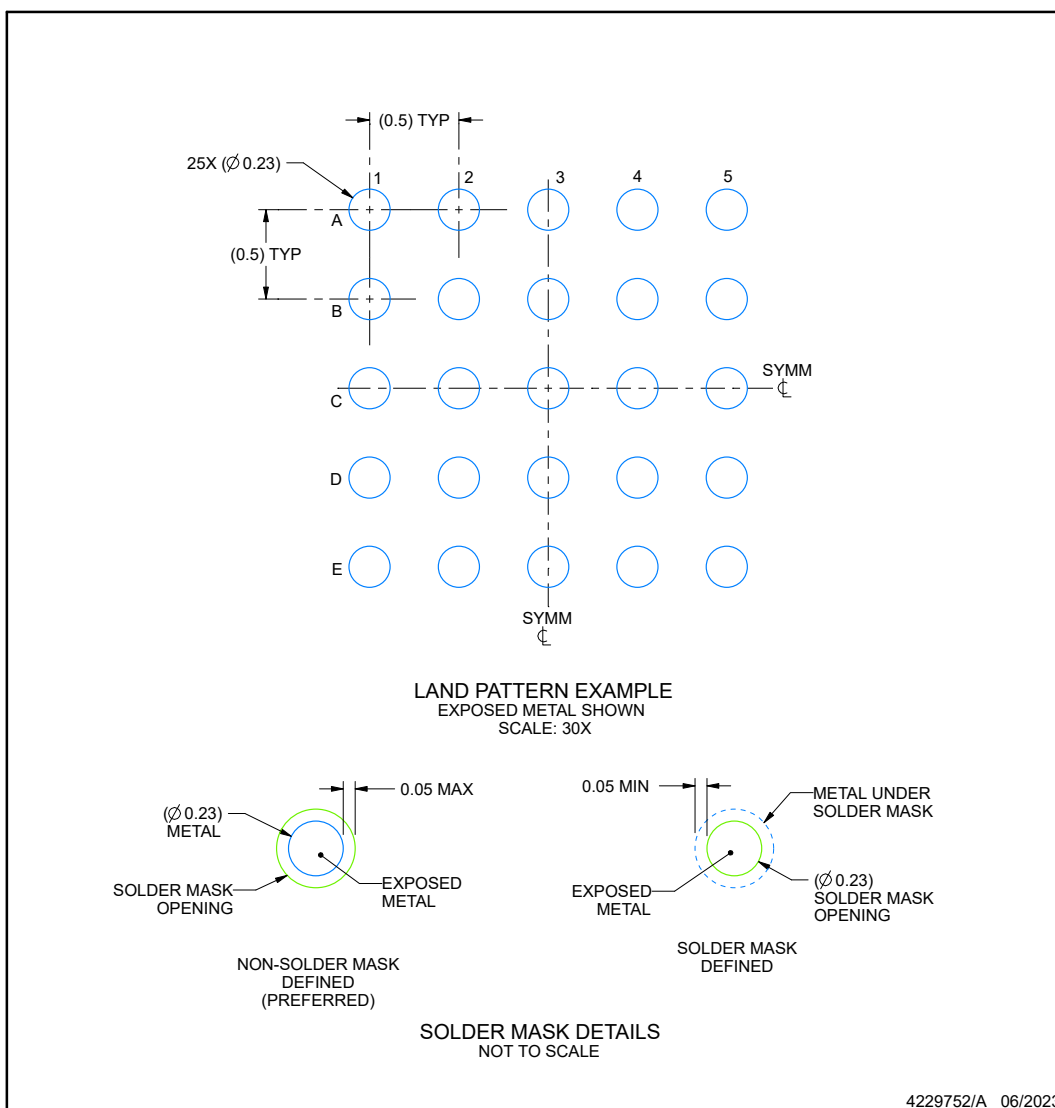 (0.5) TYP
25X (∅ 0.23)
1
2
3
4
5
A
(0.5) TYP
B
SYMM
℄
C
D
E
SYMM
℄
LAND PATTERN EXAMPLE
EXPOSED METAL SHOWN
SCALE: 30X
0.05 MAX
(∅ 0.23)
METAL
SOLDER MASK
OPENING
EXPOSED
METAL
NON-SOLDER MASK
DEFINED
(PREFERRED)
0.05 MIN
METAL UNDER
SOLDER MASK
EXPOSED
METAL
(∅ 0.23)
SOLDER MASK
OPENING
SOLDER MASK
DEFINED
SOLDER MASK DETAILS
NOT TO SCALE
4229752/A 06/2023